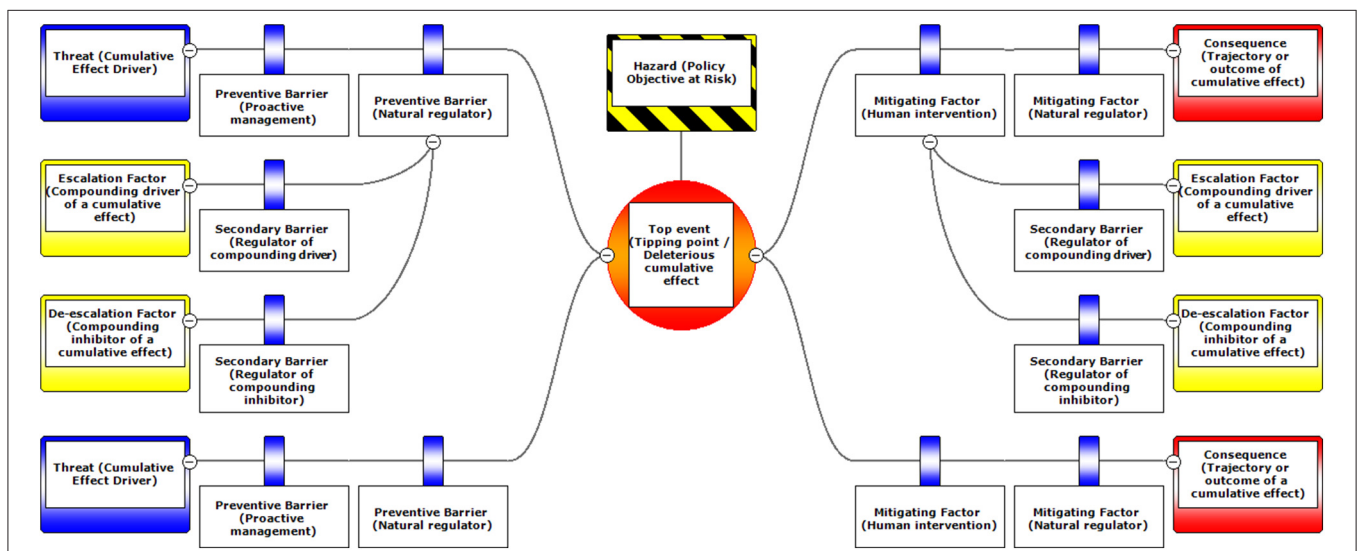 Threat (Cumulative
Effect Driver)
Preventive Barrier
(Proactive
management)
Preventive Barrier
(Natural regulator)
Hazard (Policy
Objective at Risk)
Mitigating Factor
(Human intervention)
Mitigating Factor
(Natural regulator)
Consequence
(Trajectory or
outcome of
cumulative effect)
Escalation Factor
(Compounding driver
of a cumulative
effect)
Secondary Barrier
(Regulator of
compounding driver)
Top event
(Tipping point /
Deleterious
cumulative
effect
Secondary Barrier
(Regulator of
compounding driver)
Escalation Factor
(Compounding driver
of a cumulative
effect)
De-escalation Factor
(Compounding
inhibitor of a
cumulative effect)
Secondary Barrier
(Regulator of
compounding
inhibitor)
Secondary Barrier
(Regulator of
compounding
inhibitor)
De-escalation Factor
(Compounding
inhibitor of a
cumulative effect)
Threat (Cumulative
Effect Driver)
Preventive Barrier
(Proactive
management)
Preventive Barrier
(Natural regulator)
Mitigating Factor
(Human intervention)
Mitigating Factor
(Natural regulator)
Consequence
(Trajectory or
outcome of a
cumulative effect)